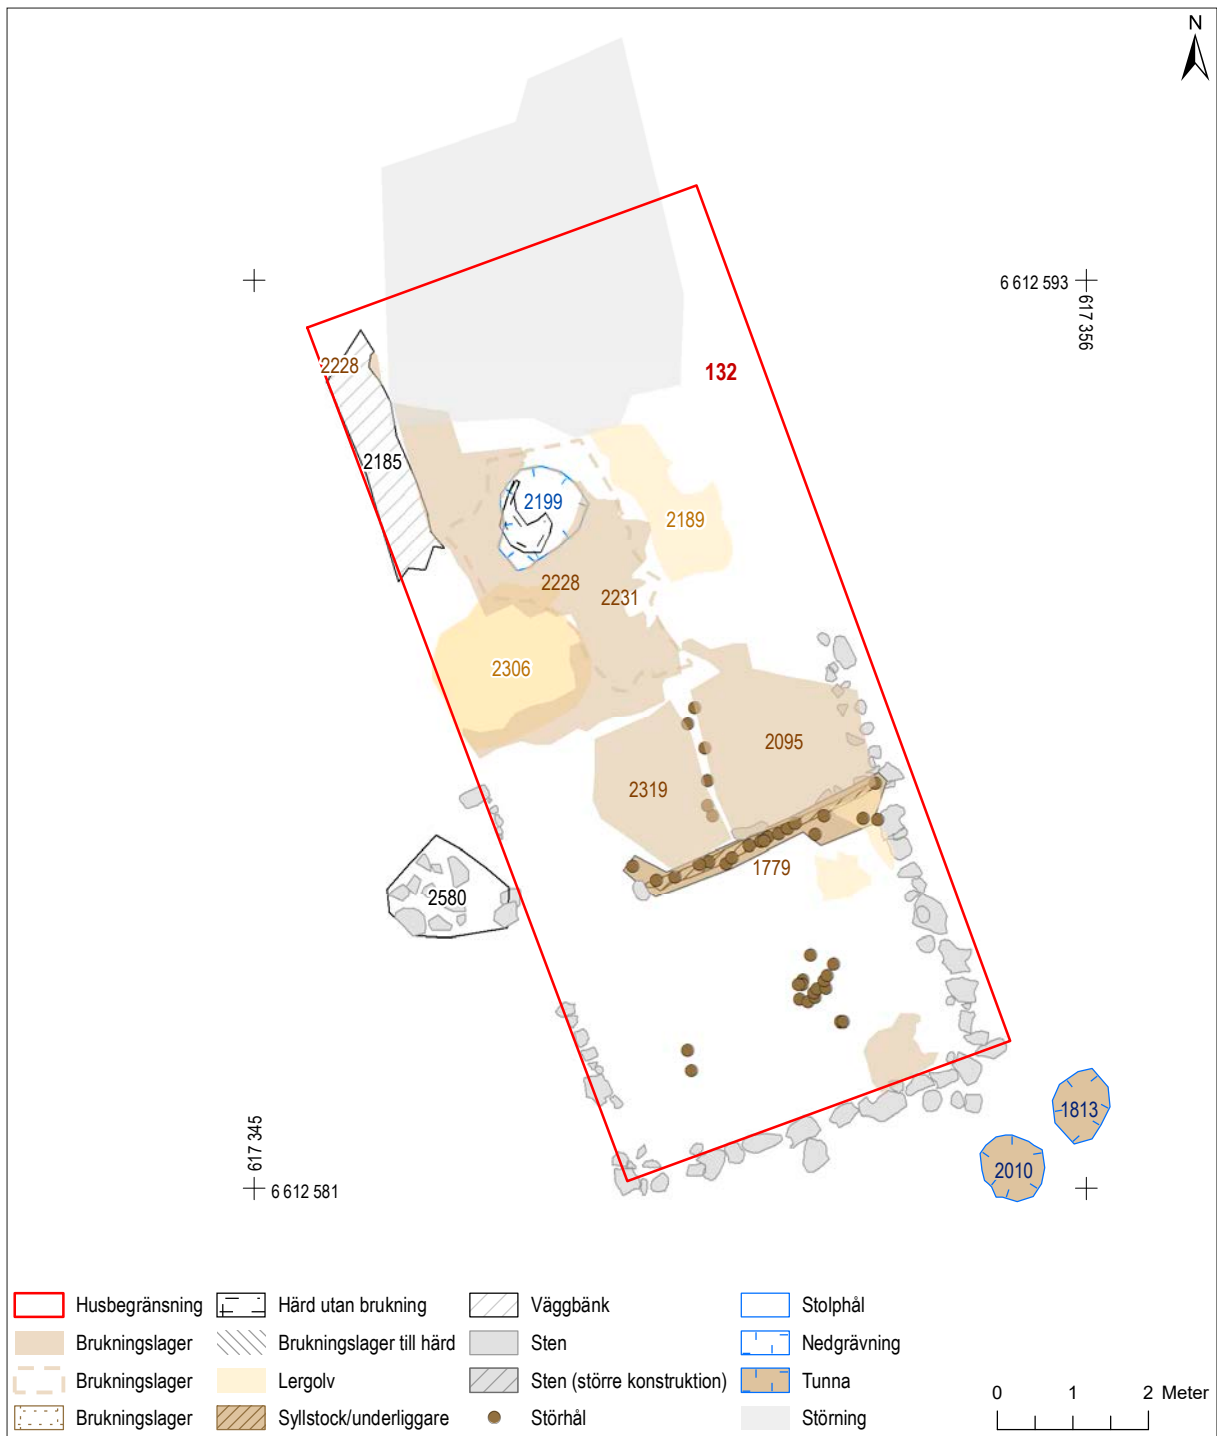 N
6 612 593
617 356
132
2228
2185
2199
2189
2228
2231
2306
2095
2319
1779
2580
1813
2010
617 345
6 612 581
Husbegränsning
Härd utan brukning
Väggbänk
Stolphål
Brukningslager
Brukningslager till härd
Sten
Nedgrävning
Brukningslager
Lergolv
Sten (större konstruktion)
Tunna
Brukningslager
Syllstock/underliggare
Störhål
Störning
0 1 2 Meter